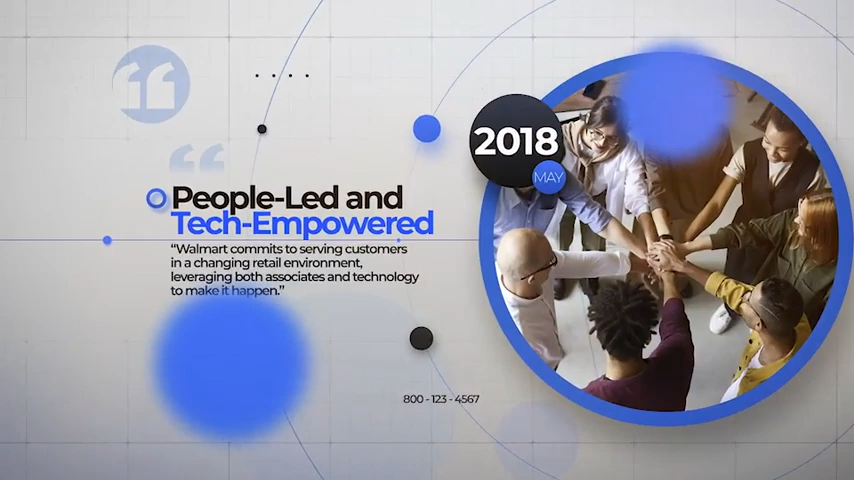 2018
MAY
People-Led and
Tech-Empowered
“Walmart commits to serving customers
in a changing retail environment,
leveraging both associates and technology
to make it happen.”
800 - 123 - 4567